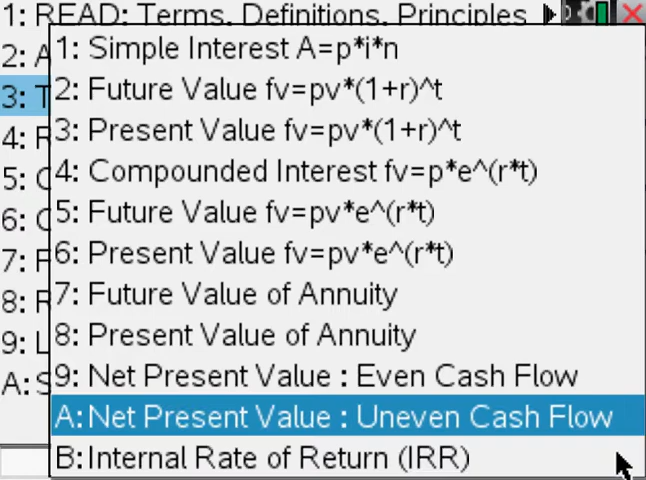 1: READ: Terms, Definitions, Principles
2: A
3: T
4: R
5: C
6: C
7: F
8: R
9: L
A: S
1: Simple Interest A=p*i*n
2: Future Value fv=pv*(1+r)^t
3: Present Value fv=pv*(1+r)^t
4: Compounded Interest fv=p*e^(r*t)
5: Future Value fv=pv*e^(r*t)
6: Present Value fv=pv*e^(r*t)
7: Future Value of Annuity
8: Present Value of Annuity
9: Net Present Value : Even Cash Flow
A: Net Present Value : Uneven Cash Flow
B: Internal Rate of Return (IRR)